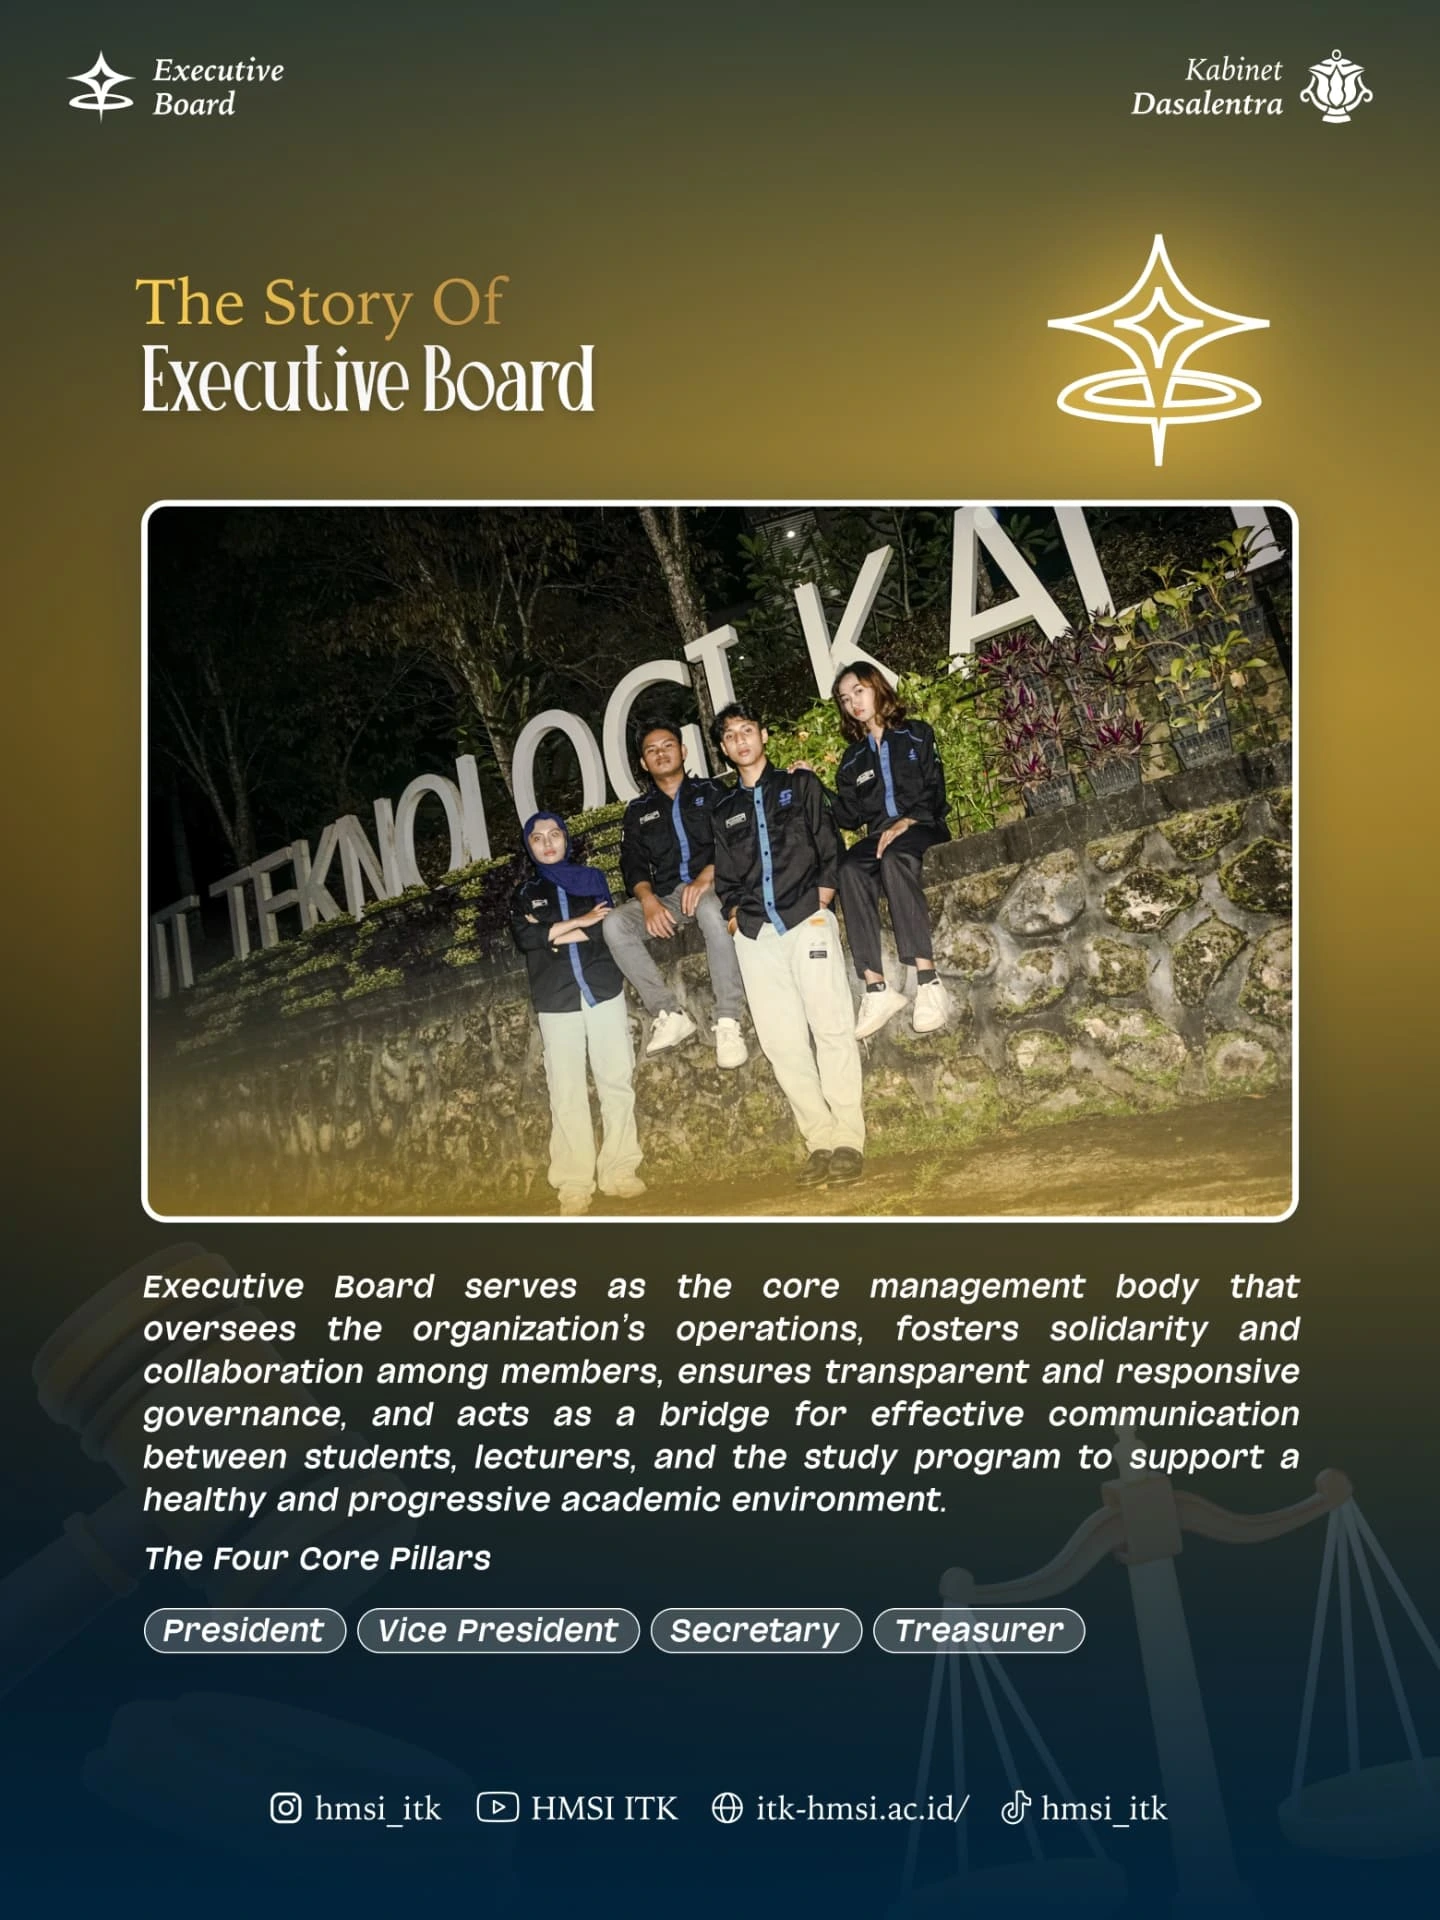 Executive
Board
Kabinet
Dasalentra
The Story Of
Executive Board
TEKNOLOGI KAL
Executive Board serves as the core management body that
oversees the organization's operations, fosters solidarity and
collaboration among members, ensures transparent and responsive
governance, and acts as a bridge for effective communication
between students, lecturers, and the study program to support a
healthy and progressive academic environment.
The Four Core Pillars
President
Vice President
Secretary
Treasurer
hmsi_itk
HMSI ITK
itk-hmsi.ac.id/
hmsi_itk